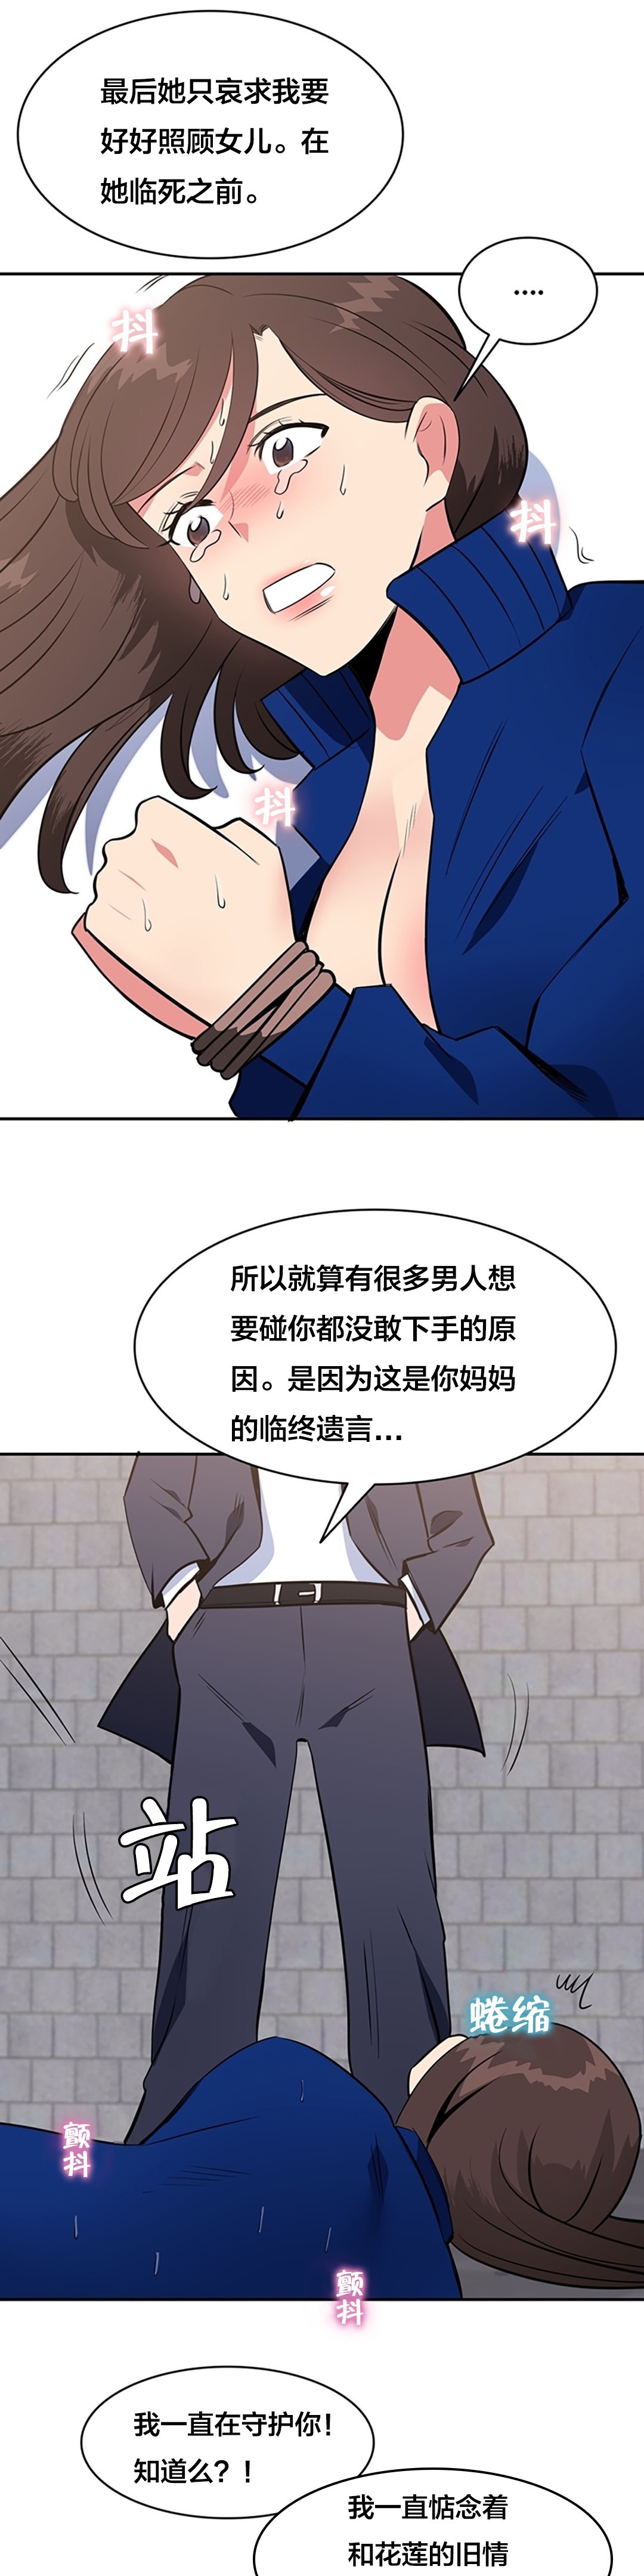 最后她只哀求我要
好好照顾女儿。在
她临死之前。
....
抖
抖
抖
所以就算有很多男人想
要碰你都没敢下手的原
因。是因为这是你妈妈
的临终遗言...
站
蜷缩
颤
抖
颤
抖
我一直在守护你!
知道么?!
我一直惦念着
和花莲的旧情